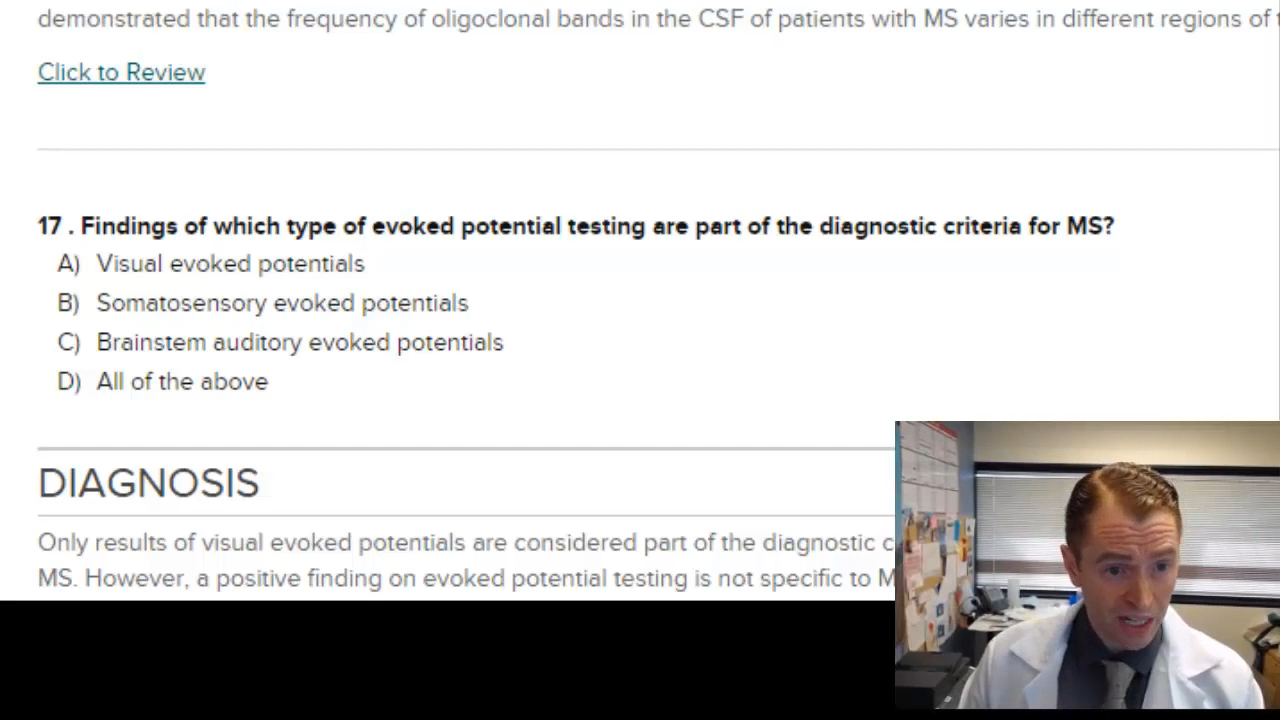 demonstrated that the frequency of oligoclonal bands in the CSF of patients with MS varies in different regions of
Click to Review
17 . Findings of which type of evoked potential testing are part of the diagnostic criteria for MS?
A) Visual evoked potentials
B) Somatosensory evoked potentials
C) Brainstem auditory evoked potentials
D) All of the above
DIAGNOSIS
Only results of visual evoked potentials are considered part of the diagnostic
MS. However, a positive finding on evoked potential testing is not specific to